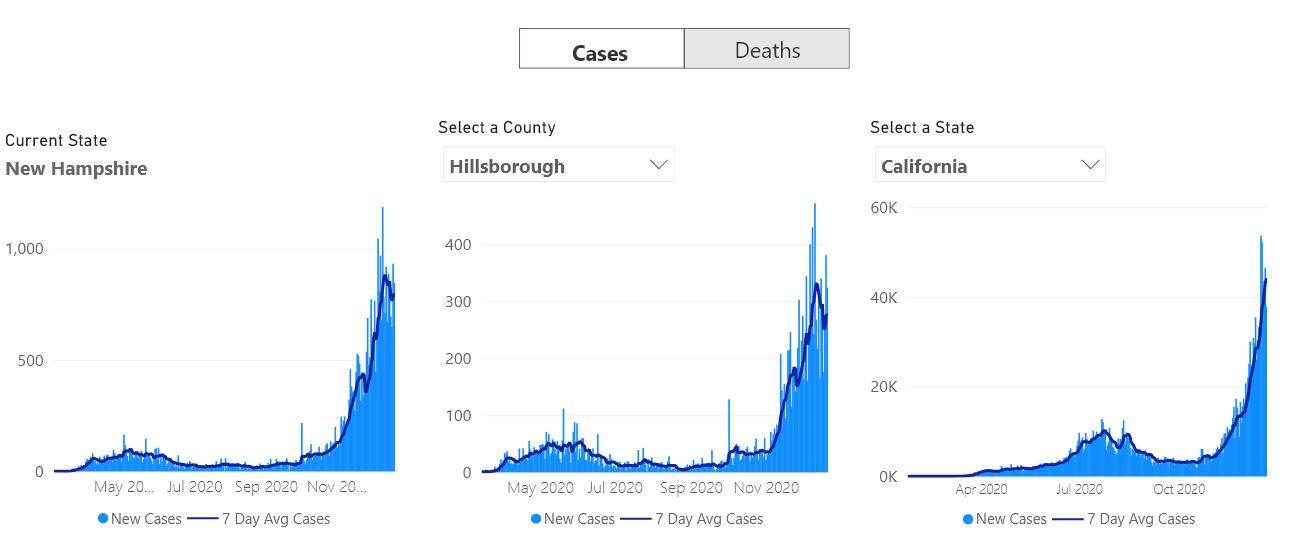 Cases Deaths
Current State
New Hampshire
Select a County
Hillsborough
Select a State
California
1,000
500
0
May 20... Jul 2020 Sep 2020 Nov 20...
New Cases 7 Day Avg Cases
400
300
200
100
0
May 2020 Jul 2020 Sep 2020 Nov 2020
New Cases 7 Day Avg Cases
60K
40K
20K
0K
Apr 2020 Jul 2020 Oct 2020
New Cases 7 Day Avg Cases